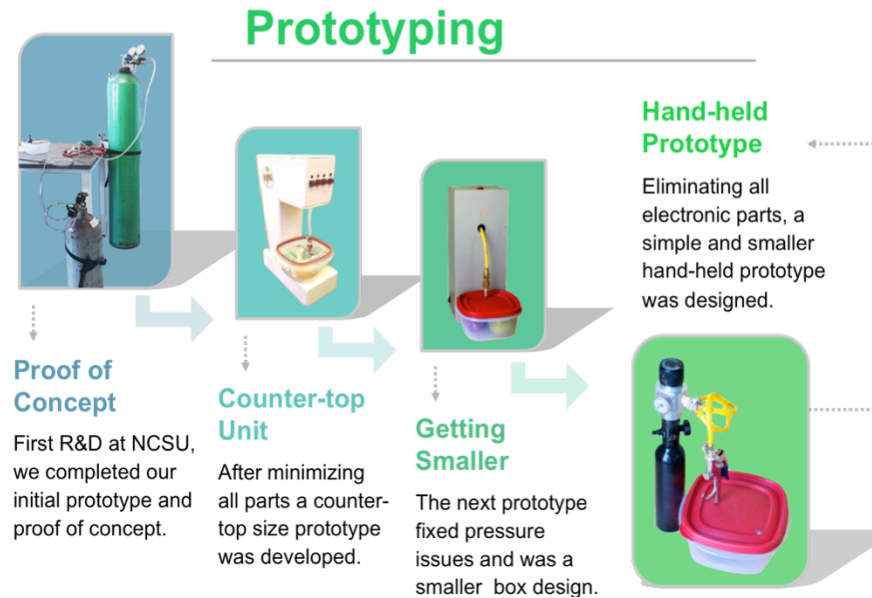 Prototyping
Proof of
Concept
First R&D at NCSU,
we completed our
initial prototype and
proof of concept.
Counter-top
Unit
After minimizing
all parts a counter-
top size prototype
was developed.
Getting
Smaller
The next prototype
fixed pressure
issues and was a
smaller box design.
Hand-held
Prototype
Eliminating all
electronic parts, a
simple and smaller
hand-held prototype
was designed.